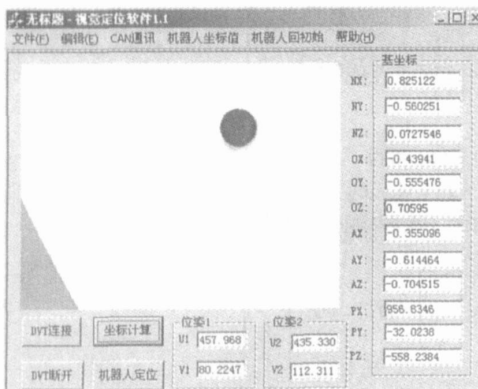 无标题 - 视觉定位软件1.1
文件(F) 编辑(E) CAN通讯 机器人坐标值 机器人回初始 帮助(H)
基坐标
NX: 0.825122
NY: -0.560251
NZ: 0.0727546
OX: -0.43941
OY: -0.555476
OZ: 0.70595
AX: -0.355096
AY: -0.614464
AZ: -0.704515
PX: 956.8346
PY: -32.0238
PZ: -558.2384
DVT连接 坐标计算 位姿1 位姿2
U1 457.968 U2 435.330
V1 80.2247 V2 112.311
DVT断开 机器人定位